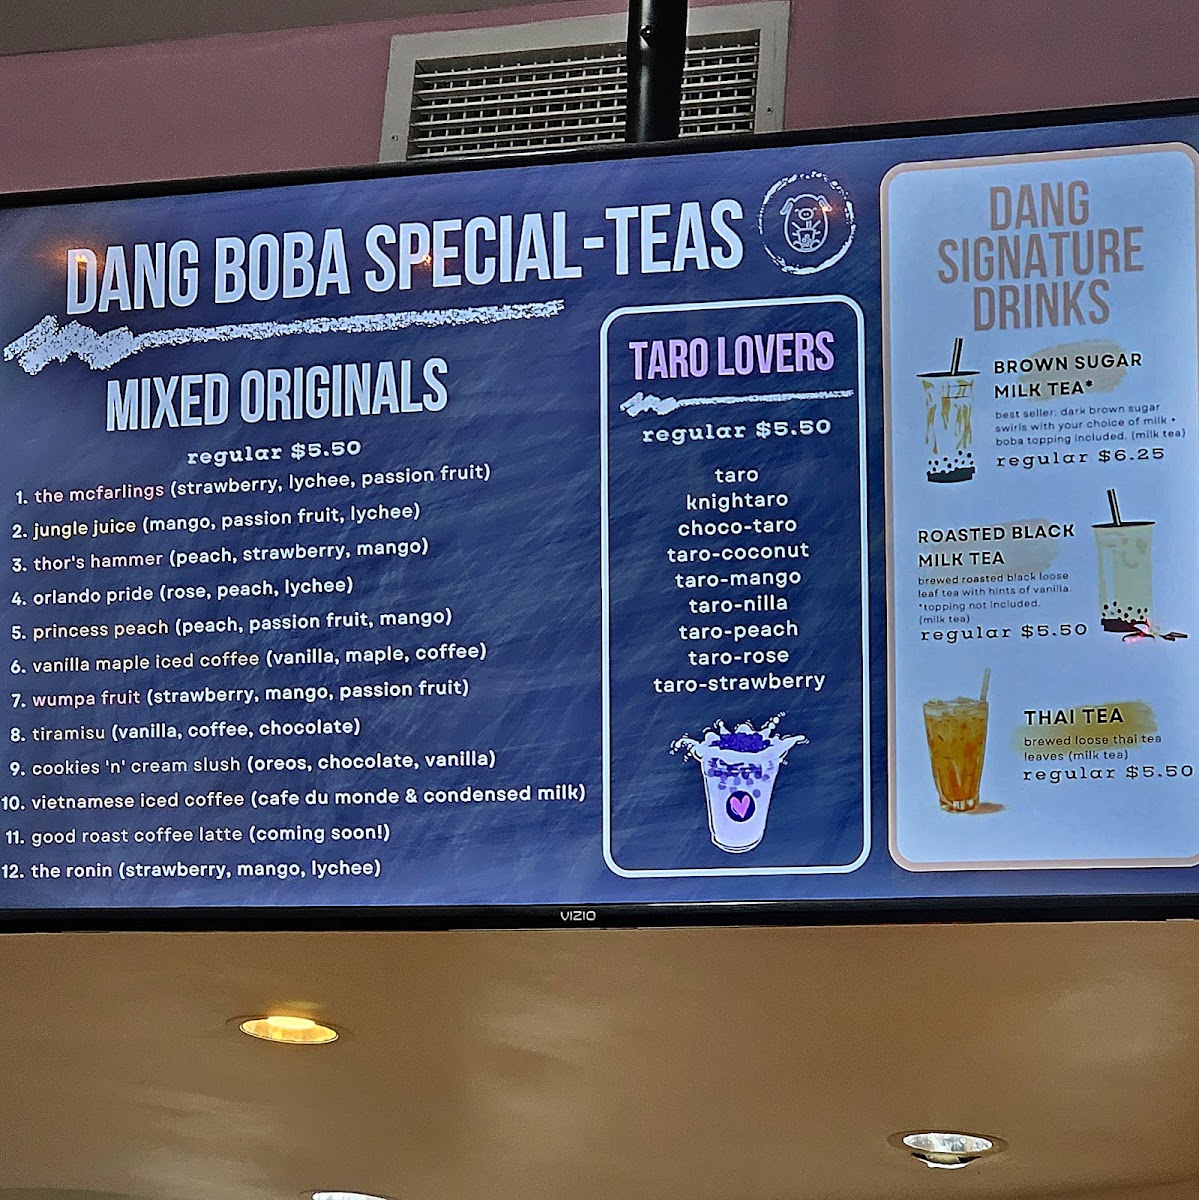 DANG BOBA SPECIAL-TEAS
MIXED ORIGINALS
regular $5.50
1. the mcfarlings (strawberry, lychee, passion fruit)
2. jungle juice (mango, passion fruit, lychee)
3. thor's hammer (peach, strawberry, mango)
4. orlando pride (rose, peach, lychee)
5. princess peach (peach, passion fruit, mango)
6. vanilla maple iced coffee (vanilla, maple, coffee)
7. wumpa fruit (strawberry, mango, passion fruit)
8. tiramisu (vanilla, coffee, chocolate)
9. cookies 'n' cream slush (oreos, chocolate, vanilla)
10. vietnamese iced coffee (cafe du monde & condensed milk)
11. good roast coffee latte (coming soon!)
12. the ronin (strawberry, mango, lychee)
TARO LOVERS
regular $5.50
taro
knightaro
choco-taro
taro-coconut
taro-mango
taro-nilla
taro-peach
taro-rose
taro-strawberry
DANG
SIGNATURE
DRINKS
BROWN SUGAR
MILK TEA*
best seller: dark brown sugar
swirls with your choice of milk •
boba topping included. (milk tea)
regular $6.25
ROASTED BLACK
MILK TEA
brewed roasted black loose
leaf tea with hints of vanilla.
*topping not included.
(milk tea)
regular $5.50
THAI TEA
brewed loose thai tea
leaves (milk tea)
regular $5.50
VIZIO